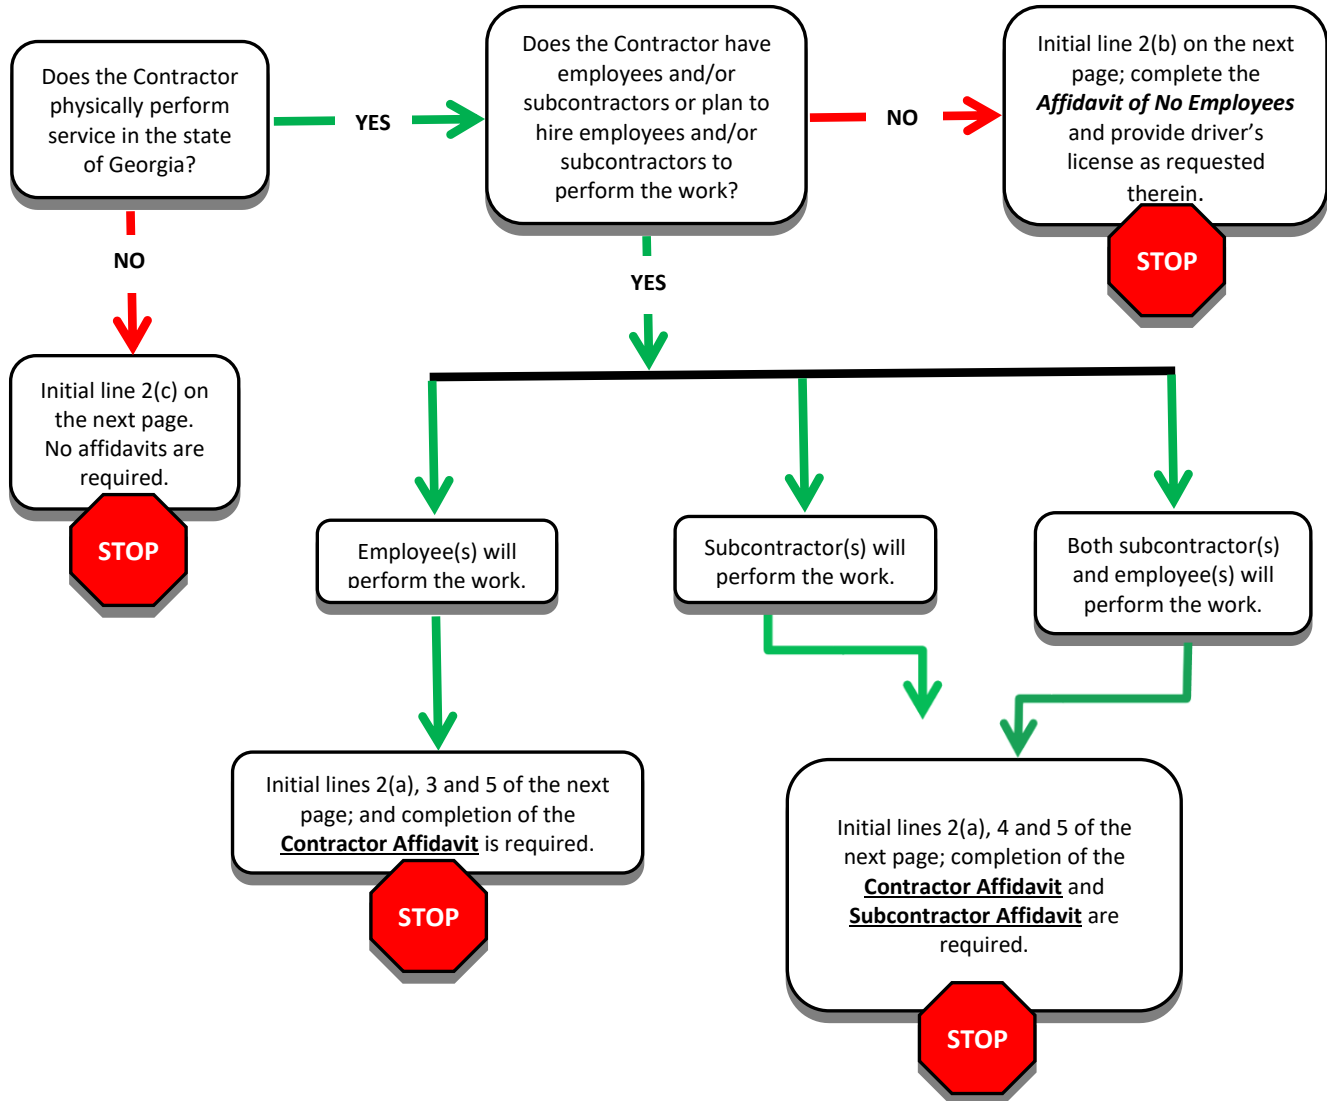 Does the Contractor
physically perform
service in the state
of Georgia?
YES
Does the Contractor have
employees and/or
subcontractors or plan to
hire employees and/or
subcontractors to
perform the work?
NO
Initial line 2(b) on the next
page; complete the
Affidavit of No Employees
and provide driver’s
license as requested
therein.
STOP
NO
YES
Initial line 2(c) on
the next page.
No affidavits are
required.
STOP
Employee(s) will
perform the work.
Subcontractor(s) will
perform the work.
Both subcontractor(s)
and employee(s) will
perform the work.
Initial lines 2(a), 3 and 5 of the next
page; and completion of the
Contractor Affidavit is required.
STOP
Initial lines 2(a), 4 and 5 of the
next page; completion of the
Contractor Affidavit and
Subcontractor Affidavit are
required.
STOP